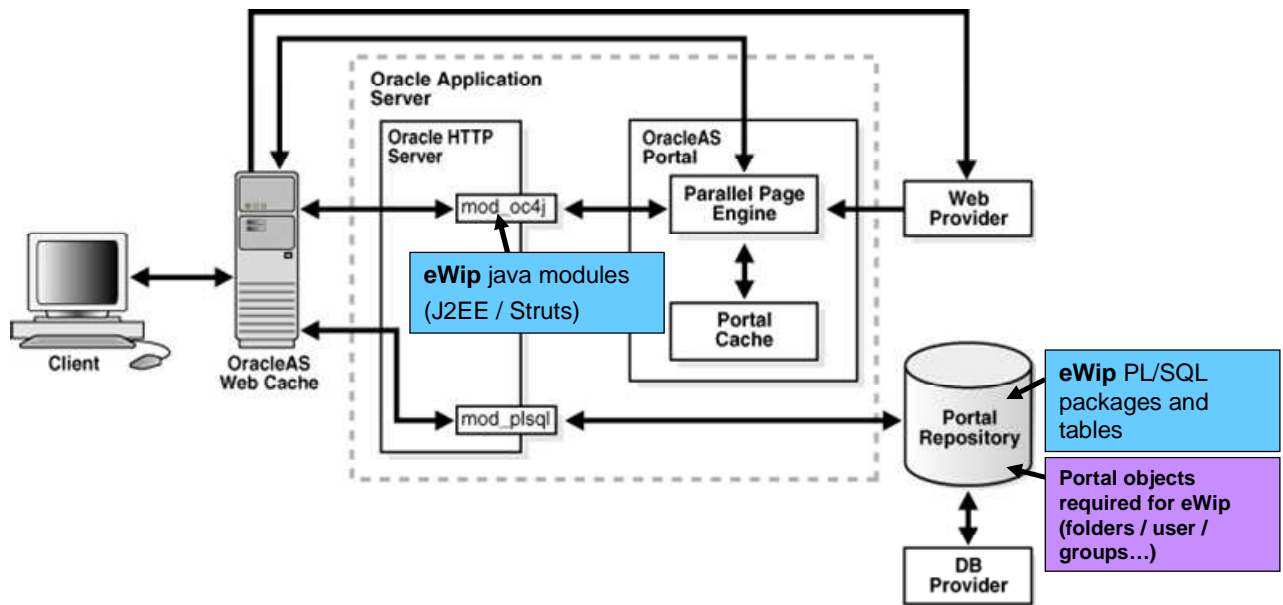 Oracle Application
Server
Oracle HTTP
Server
OracleAS
Portal
mod_oc4j
Parallel Page
Engine
Web
Provider
eWip java modules
(J2EE / Struts)
Portal
Cache
Client
OracleAS
Web Cache
mod_plsql
Portal
Repository
eWip PL/SQL
packages and
tables
Portal objects
required for eWip
(folders / user /
groups…)
DB
Provider